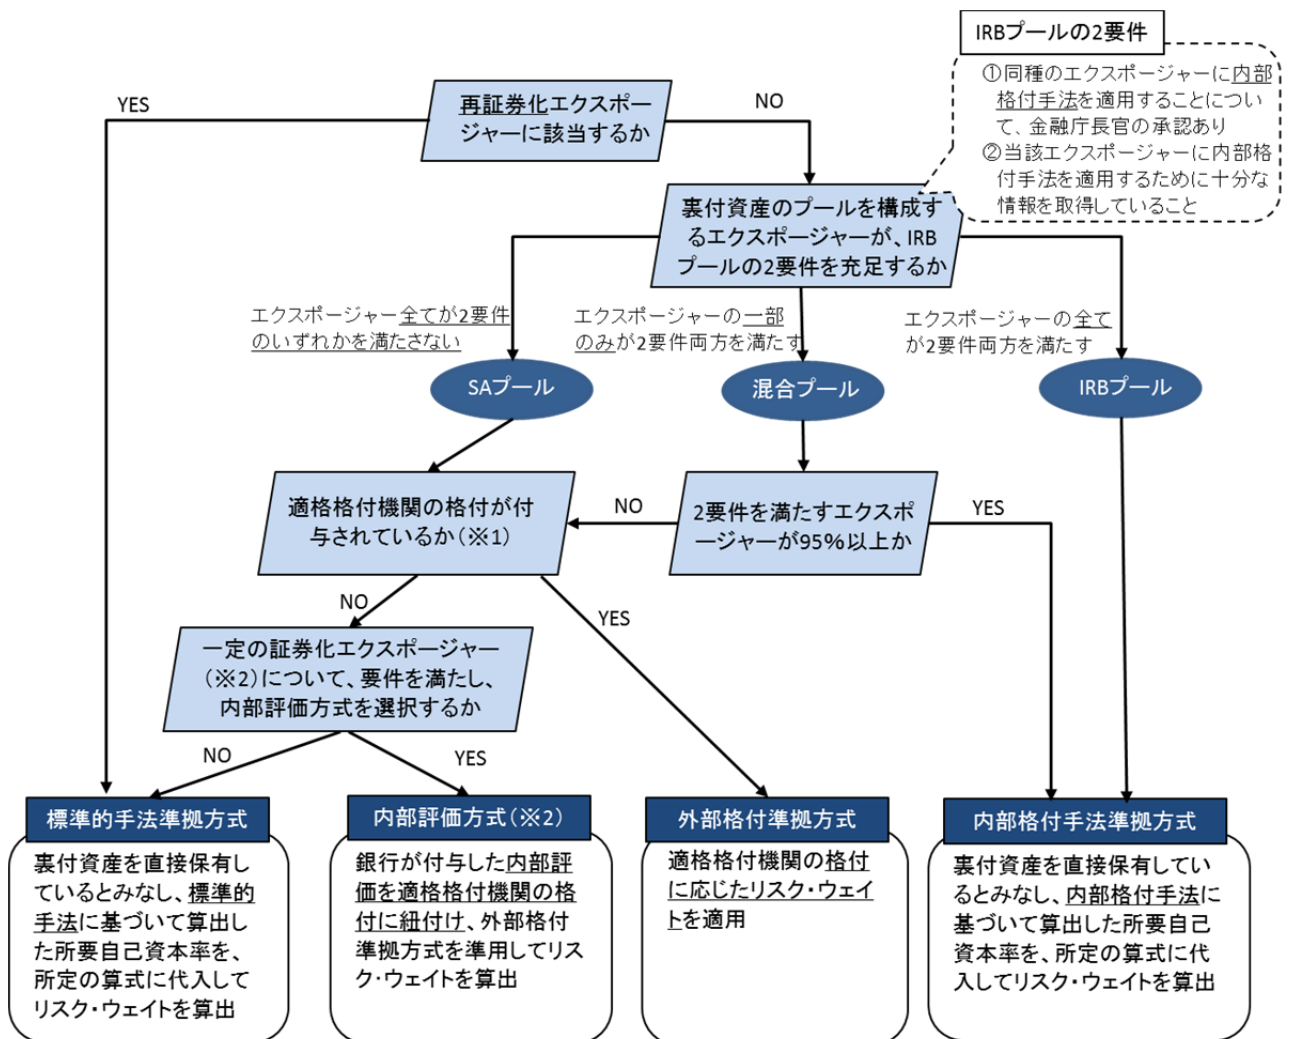 IRBプールの2要件
①同種のエクスポージャーに内部
格付手法を適用することについ
て、金融庁長官の承認あり
②当該エクスポージャーに内部格
付手法を適用するために十分な
情報を取得していること
YES
再証券化エクスポー
ジャーに該当するか
NO
裏付資産のプールを構成す
るエクスポージャーが、IRB
プールの2要件を充足するか
エクスポージャー全てが2要件
のいずれかを満たさない
エクスポージャーの一部
のみが2要件両方を満たす
エクスポージャーの全て
が2要件両方を満たす
SAプール
混合プール
IRBプール
適格格付機関の格付が付
与されているか(※1)
NO
2要件を満たすエクスポ
ージャーが95%以上か
YES
NO
YES
一定の証券化エクスポージャー
(※2)について、要件を満たし、
内部評価方式を選択するか
NO
YES
標準的手法準拠方式
裏付資産を直接保有し
ているとみなし、標準的
手法に基づいて算出し
た所要自己資本率を、
所定の算式に代入して
リスク・ウェイトを算出
内部評価方式(※2)
銀行が付与した内部評
価を適格格付機関の格
付に紐付け、外部格付
準拠方式を準用してリス
ク・ウェイトを算出
外部格付準拠方式
適格格付機関の格付
に応じたリスク・ウェイ
トを適用
内部格付手法準拠方式
裏付資産を直接保有してい
るとみなし、内部格付手法に
基づいて算出した所要自己
資本率を、所定の算式に代
入してリスク・ウェイトを算出